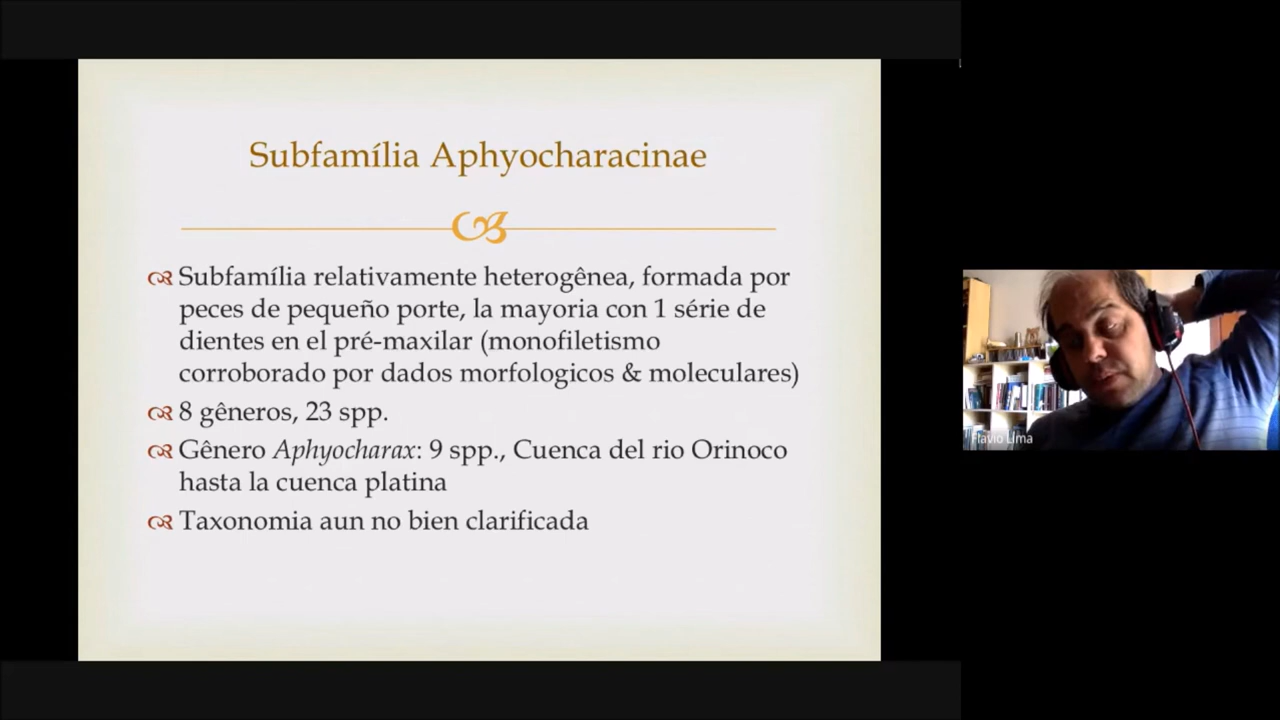 Subfamília Aphyocharacinae
Subfamília relativamente heterogênea, formada por
peces de pequeño porte, la mayoria con 1 série de
dientes en el pré-maxilar (monofiletismo
corroborado por dados morfologicos & moleculares)
8 gêneros, 23 spp.
Gênero Aphyocharax: 9 spp., Cuenca del rio Orinoco
hasta la cuenca platina
Taxonomia aun no bien clarificada
Flavio Lima